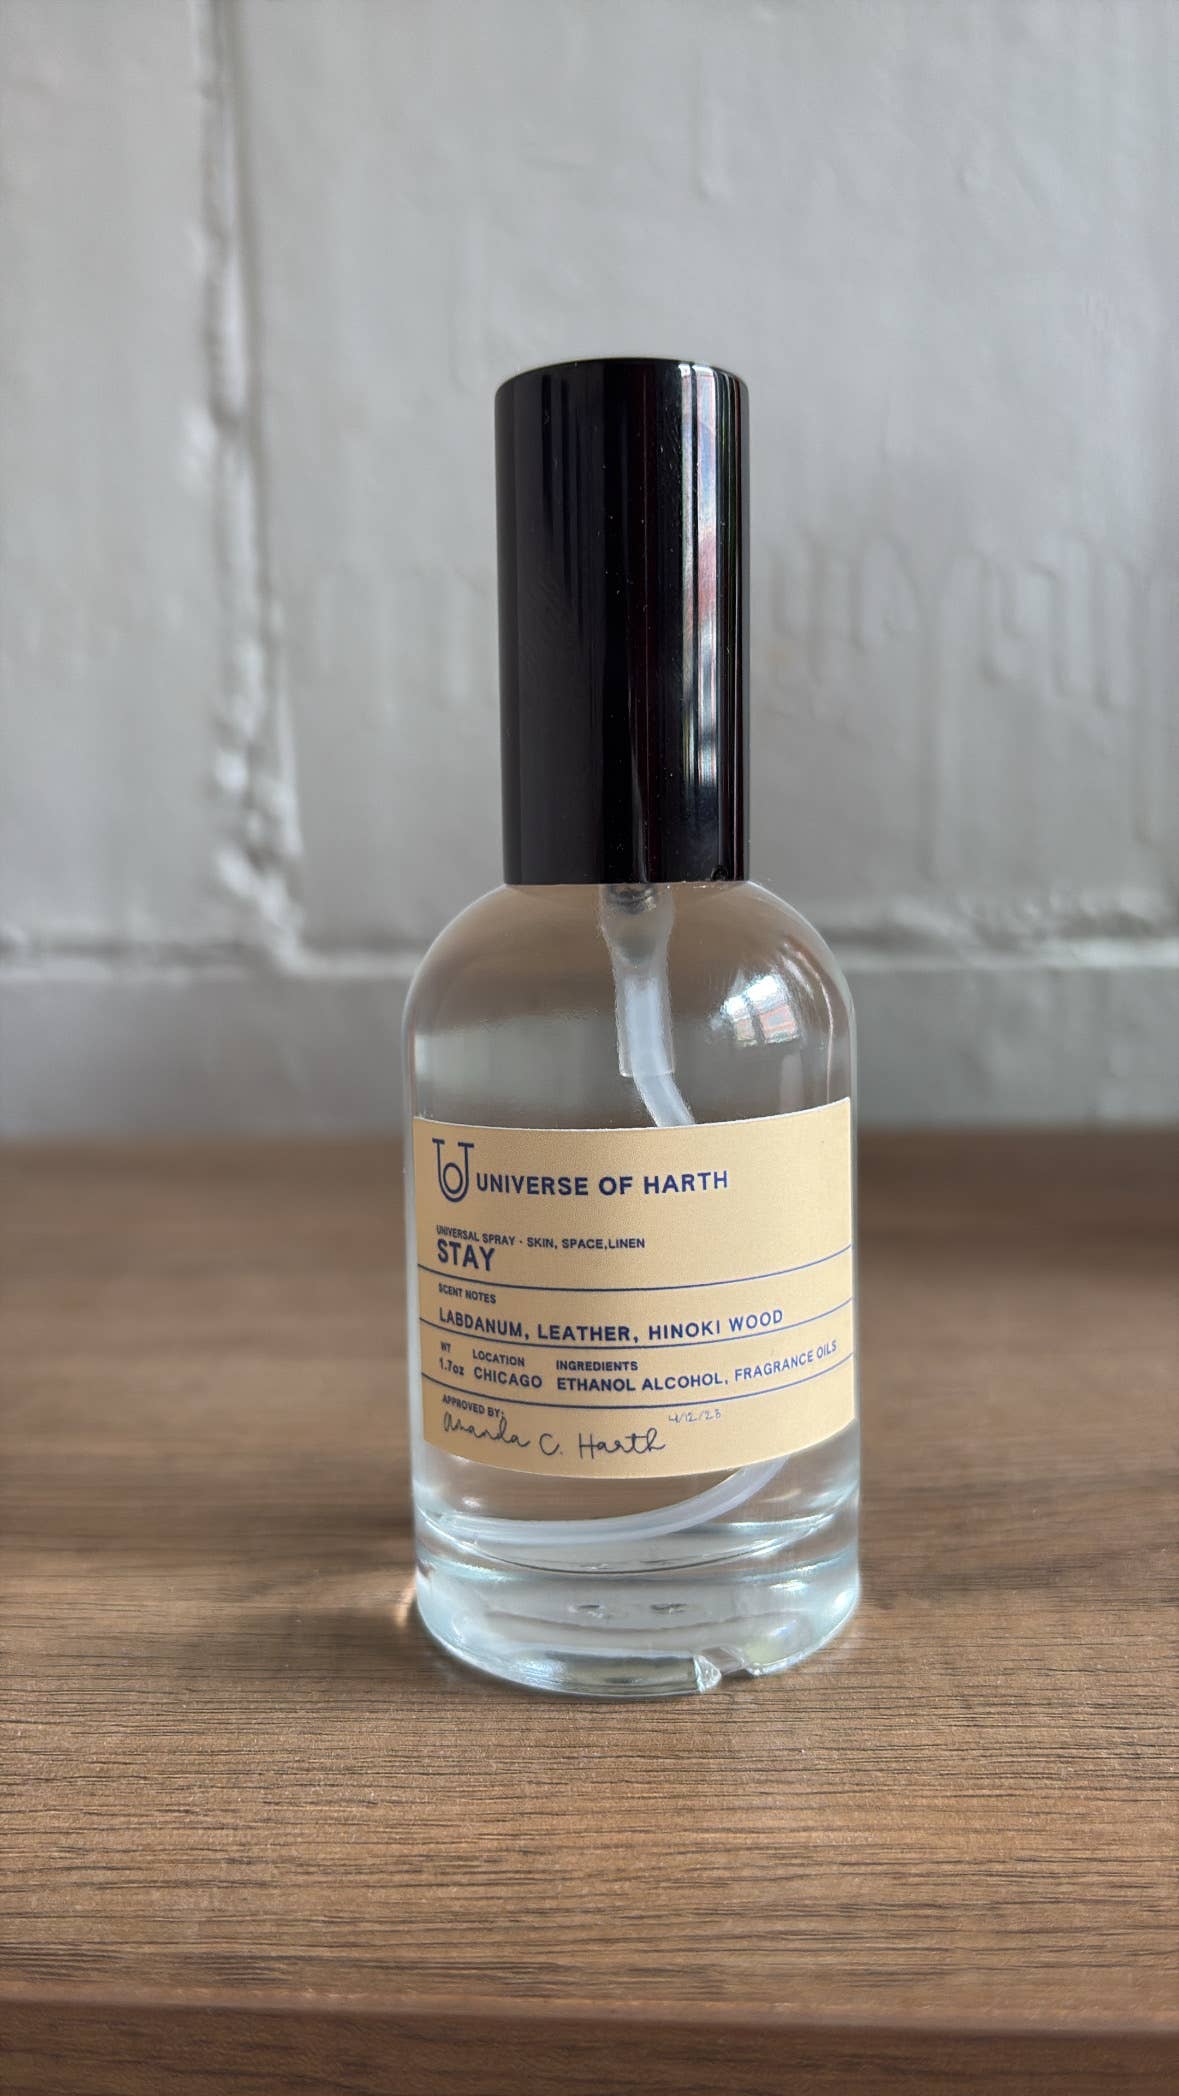 UNIVERSE OF HARTH
UNIVERSAL SPRAY · SKIN, SPACE,LINEN
STAY
SCENT NOTES
LABDANUM, LEATHER, HINOKI WOOD
WT LOCATION INGREDIENTS
1.7oz CHICAGO ETHANOL ALCOHOL, FRAGRANCE OILS
APPROVED BY: 4/12/23
Amanda C. Harth